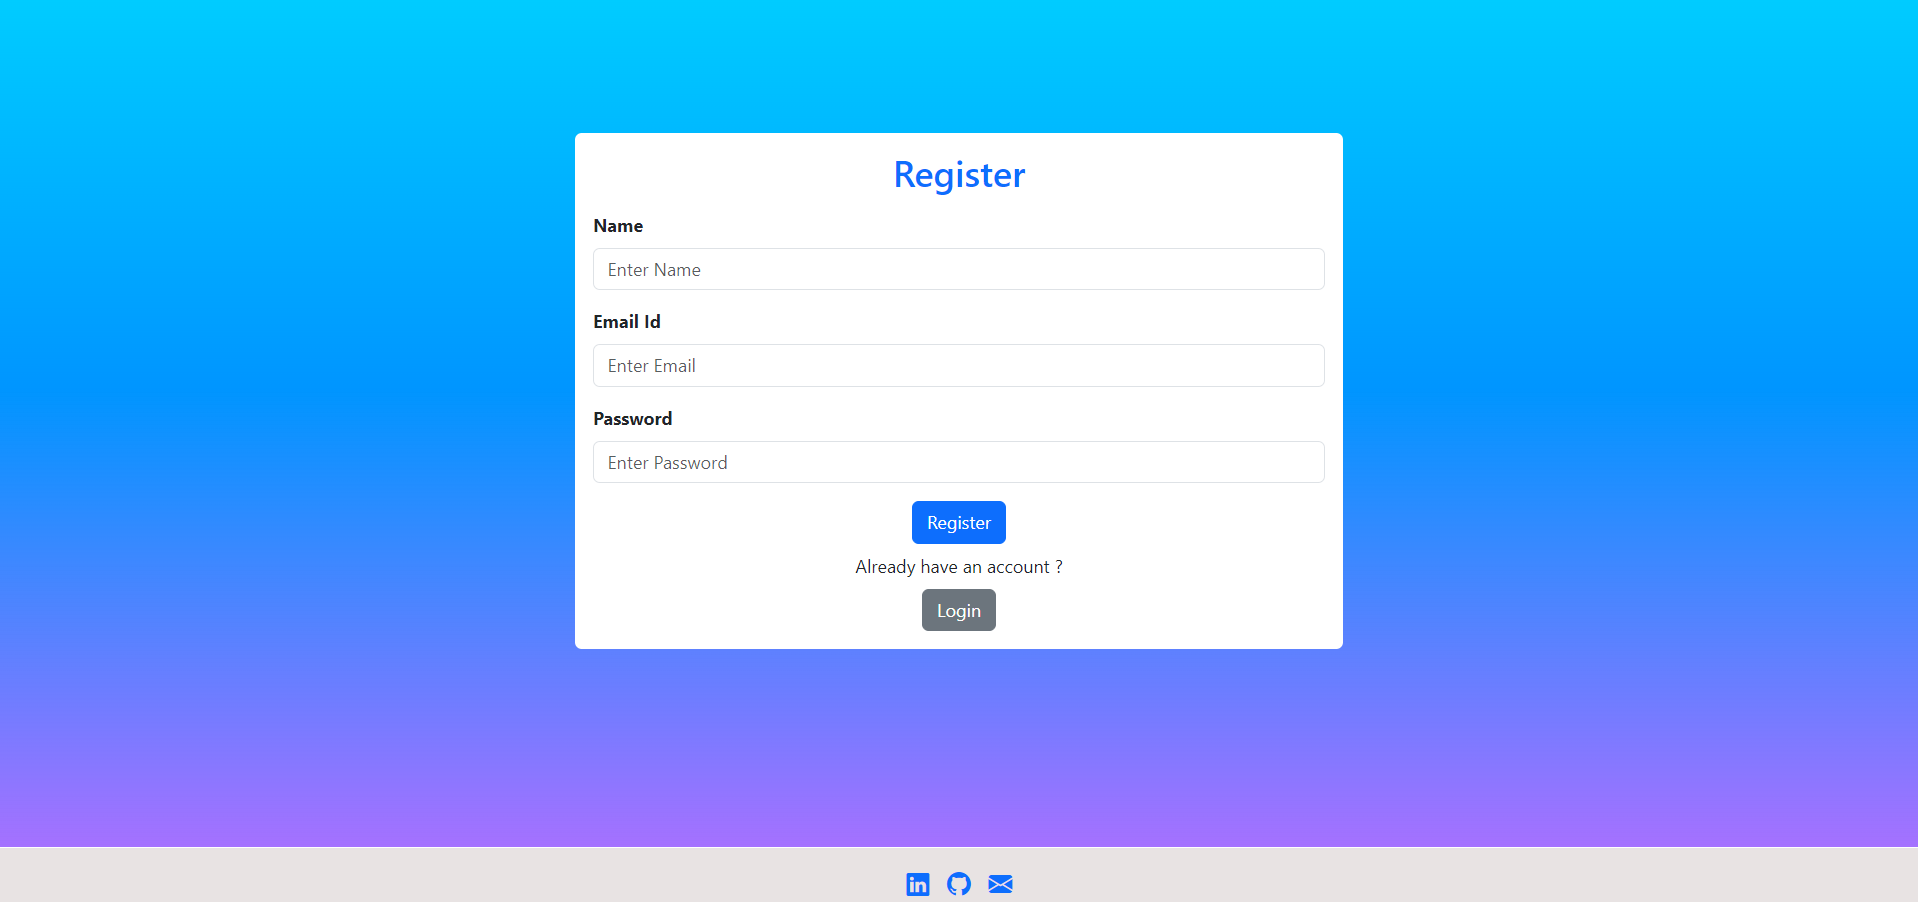 Register
Name
Enter Name
Email Id
Enter Email
Password
Enter Password
Register
Already have an account ?
Login